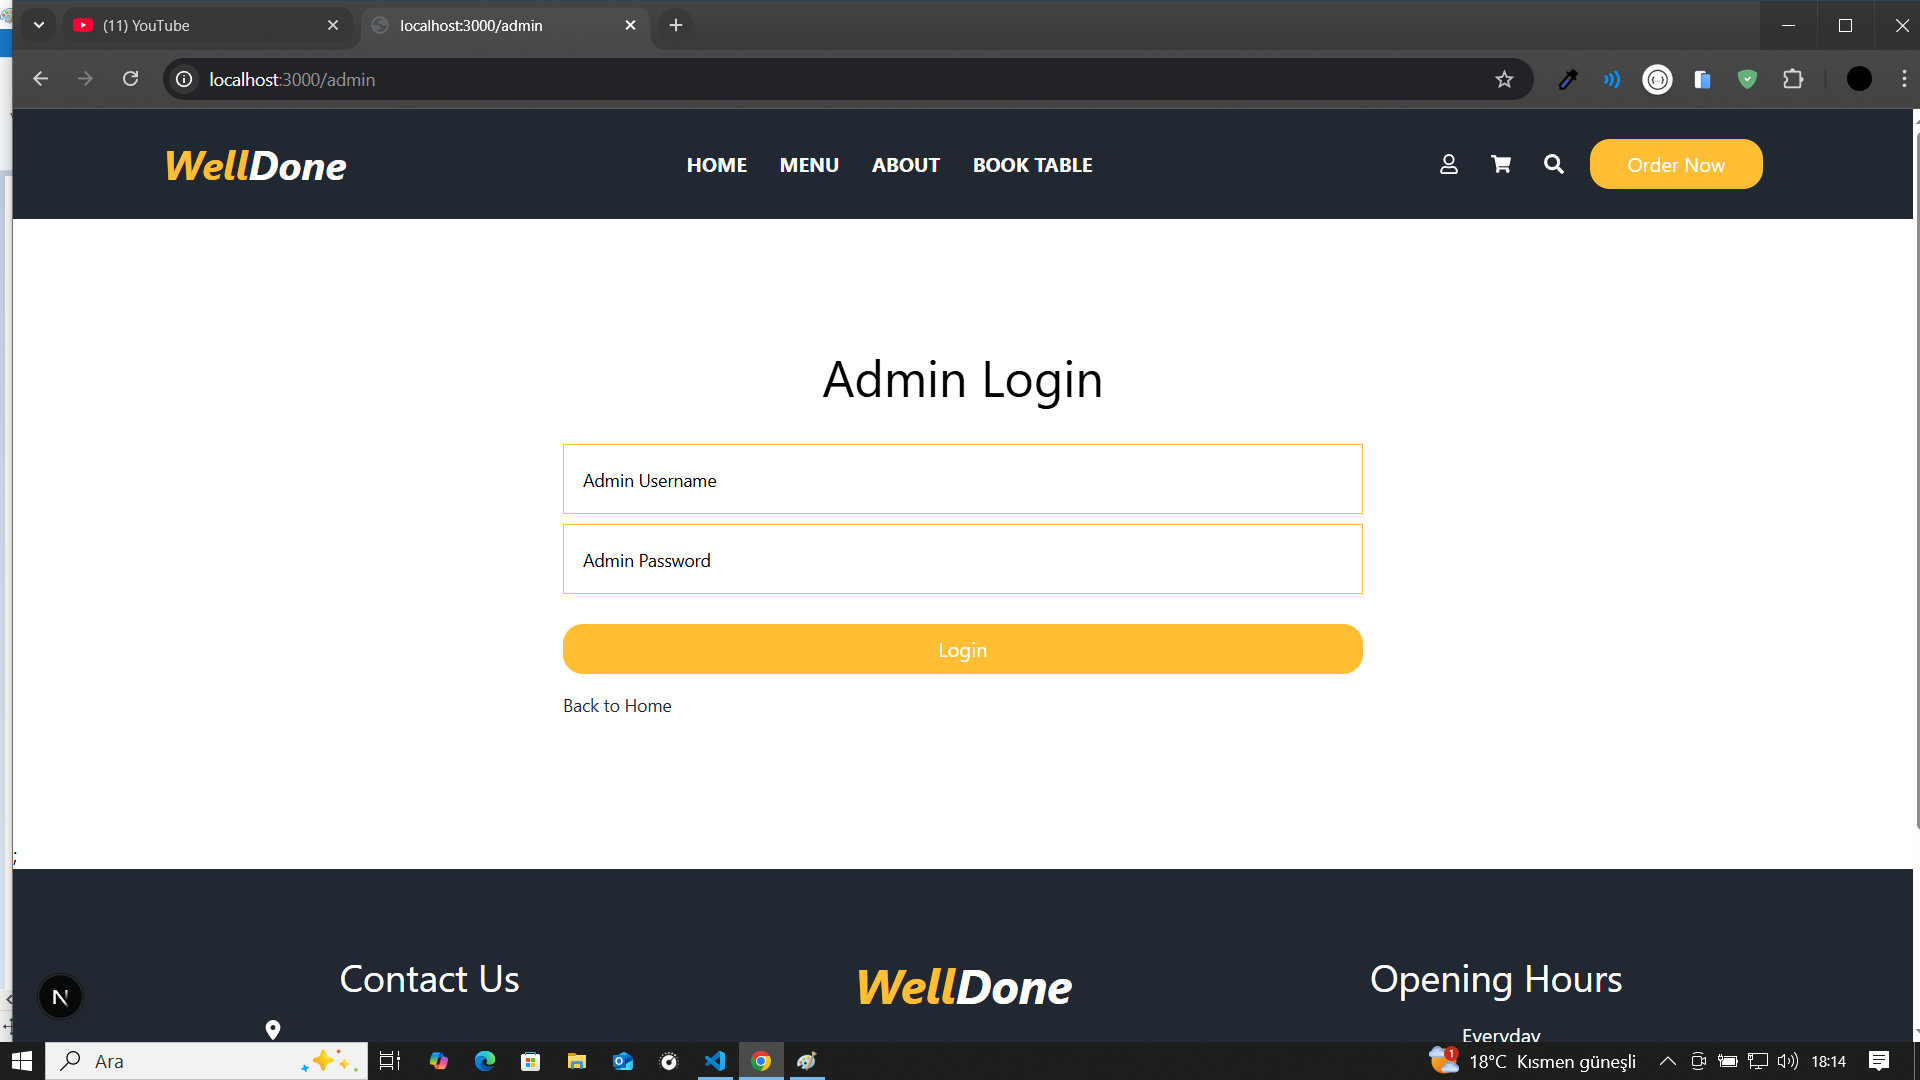 (11) YouTube
localhost:3000/admin
localhost:3000/admin
WellDone
HOME MENU ABOUT BOOK TABLE
Order Now
Admin Login
Admin Username
Admin Password
Login
Back to Home
;
Contact Us
WellDone
Opening Hours
Everyday
N
Ara
1
18°C Kısmen güneşli
18:14